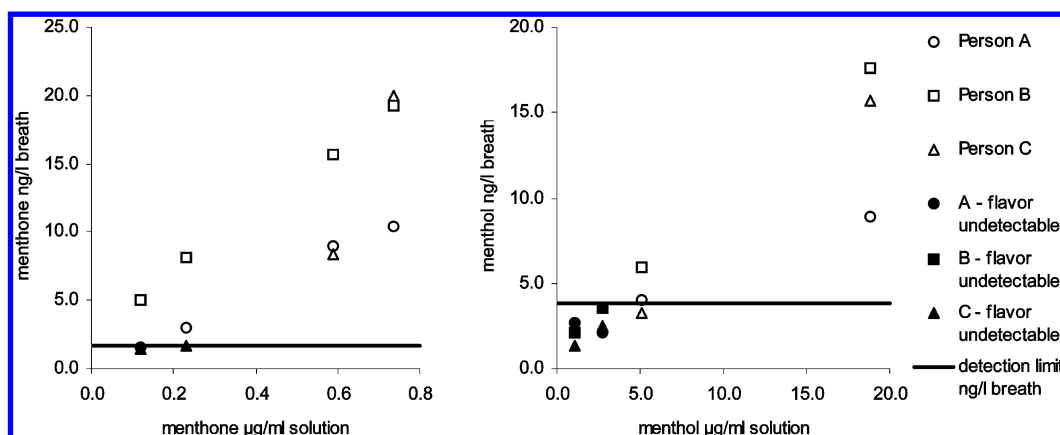 25.0
20.0
15.0
10.0
5.0
0.0
menthone ng/l breath
0.0 0.2 0.4 0.6 0.8
menthone µg/ml solution
20.0
15.0
10.0
5.0
0.0
menthol ng/l breath
0.0 5.0 10.0 15.0 20.0
menthol µg/ml solution
Person A
Person B
Person C
A - flavor
undetectable
B - flavor
undetectable
C - flavor
undetectable
detection limit
ng/l breath